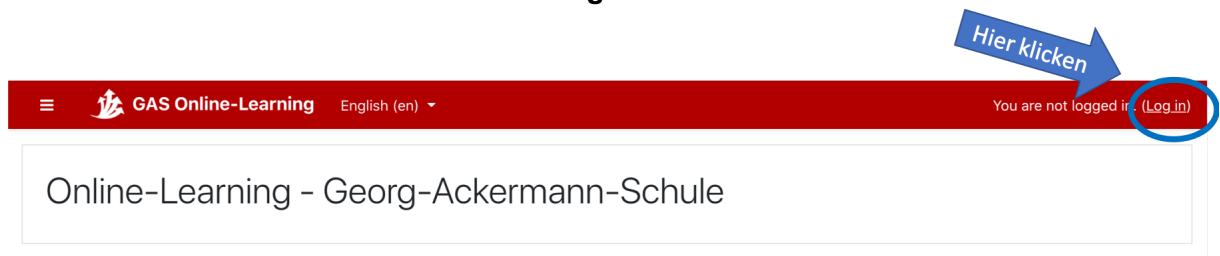 Hier klicken
GAS Online-Learning English (en) You are not logged in. (Log in)
Online-Learning - Georg-Ackermann-Schule